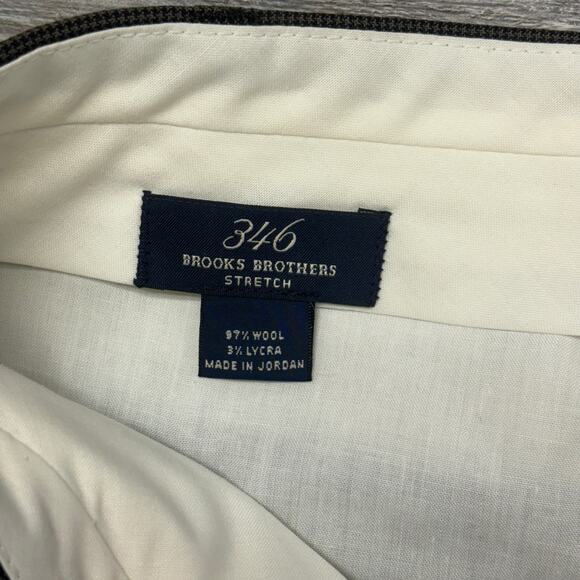 346
BROOKS BROTHERS
STRETCH
97% WOOL
3% LYCRA
MADE IN JORDAN